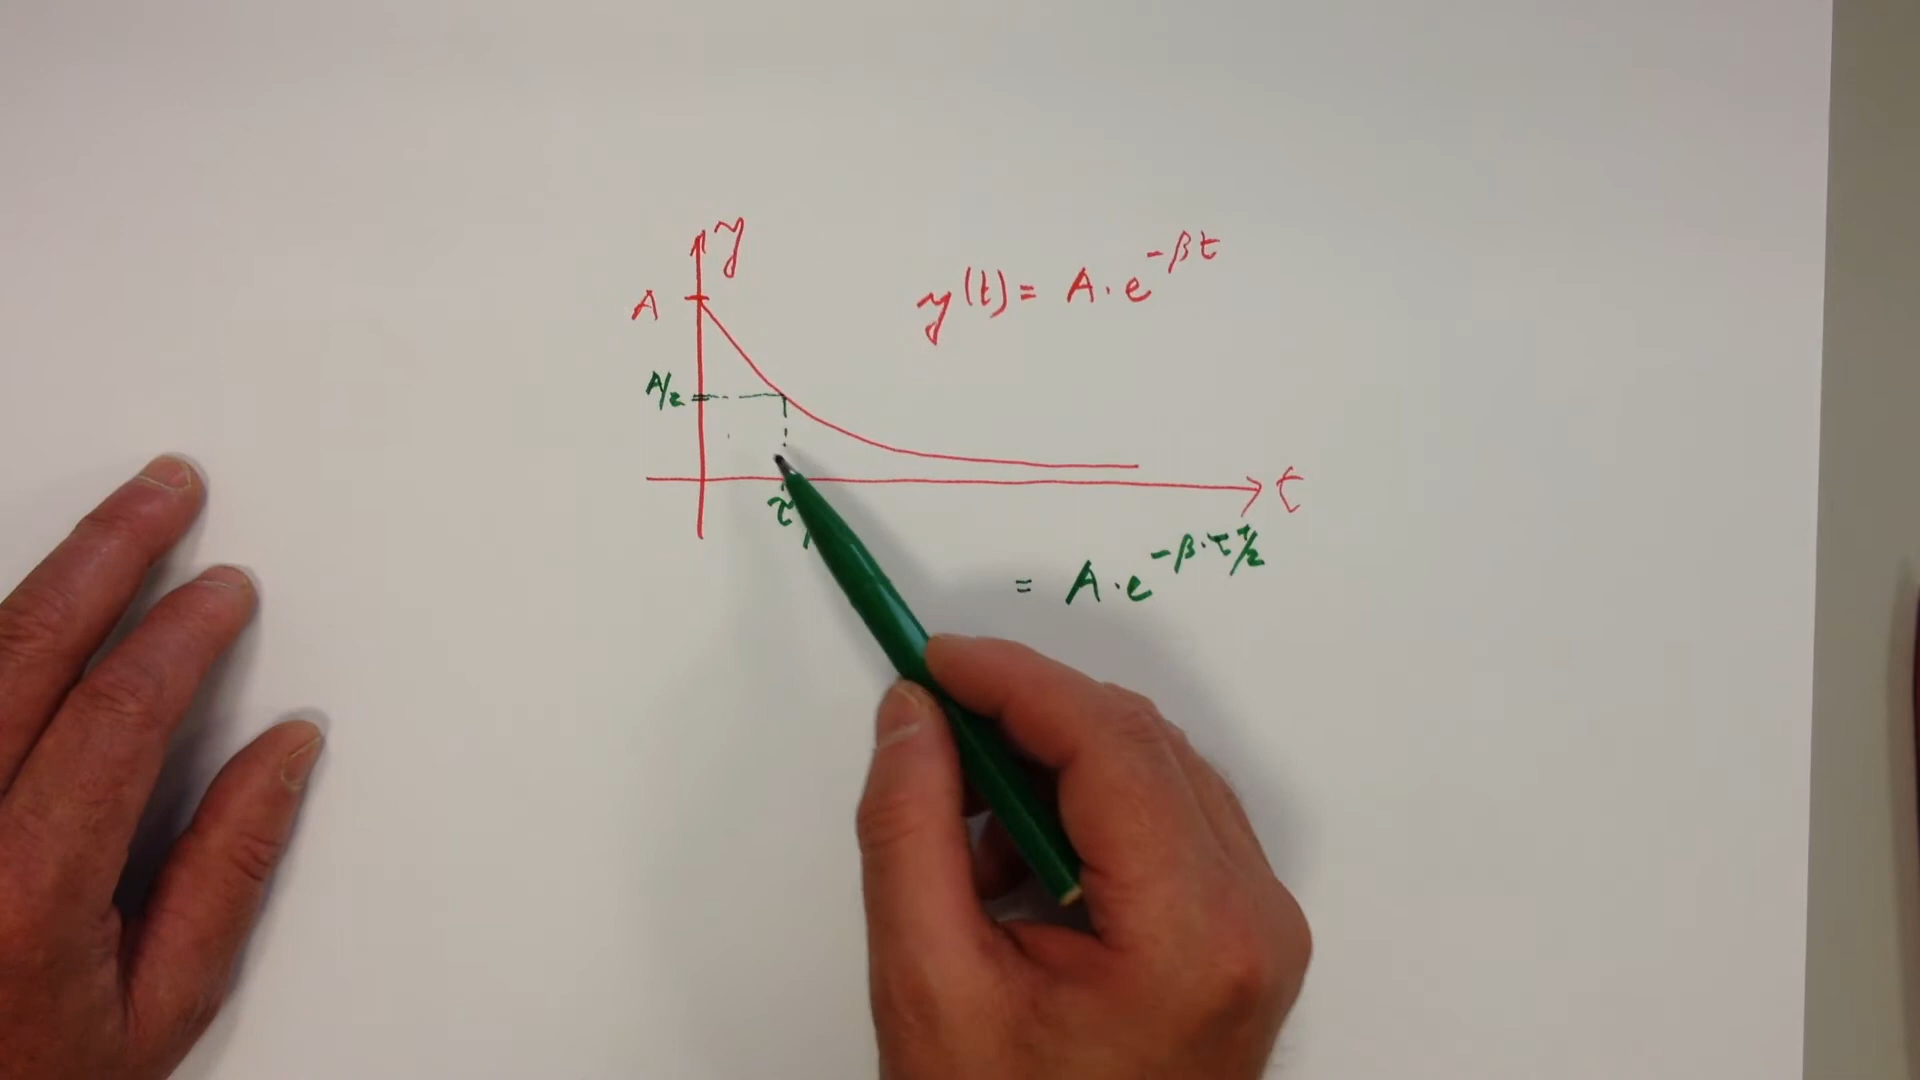 y
y(t) = A · e^{-βt}
A
A/2
t
τ
= A · e^{-β·τ½}